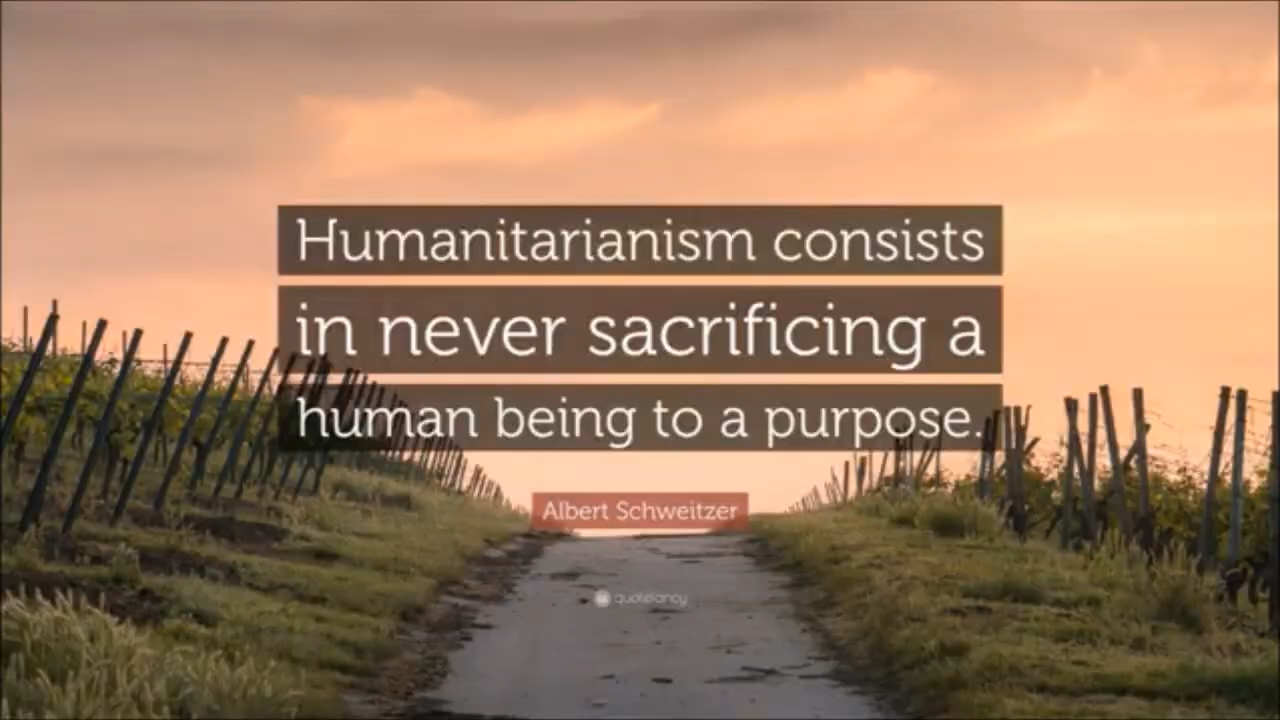 Humanitarianism consists
in never sacrificing a
human being to a purpose.
Albert Schweitzer
quotefancy